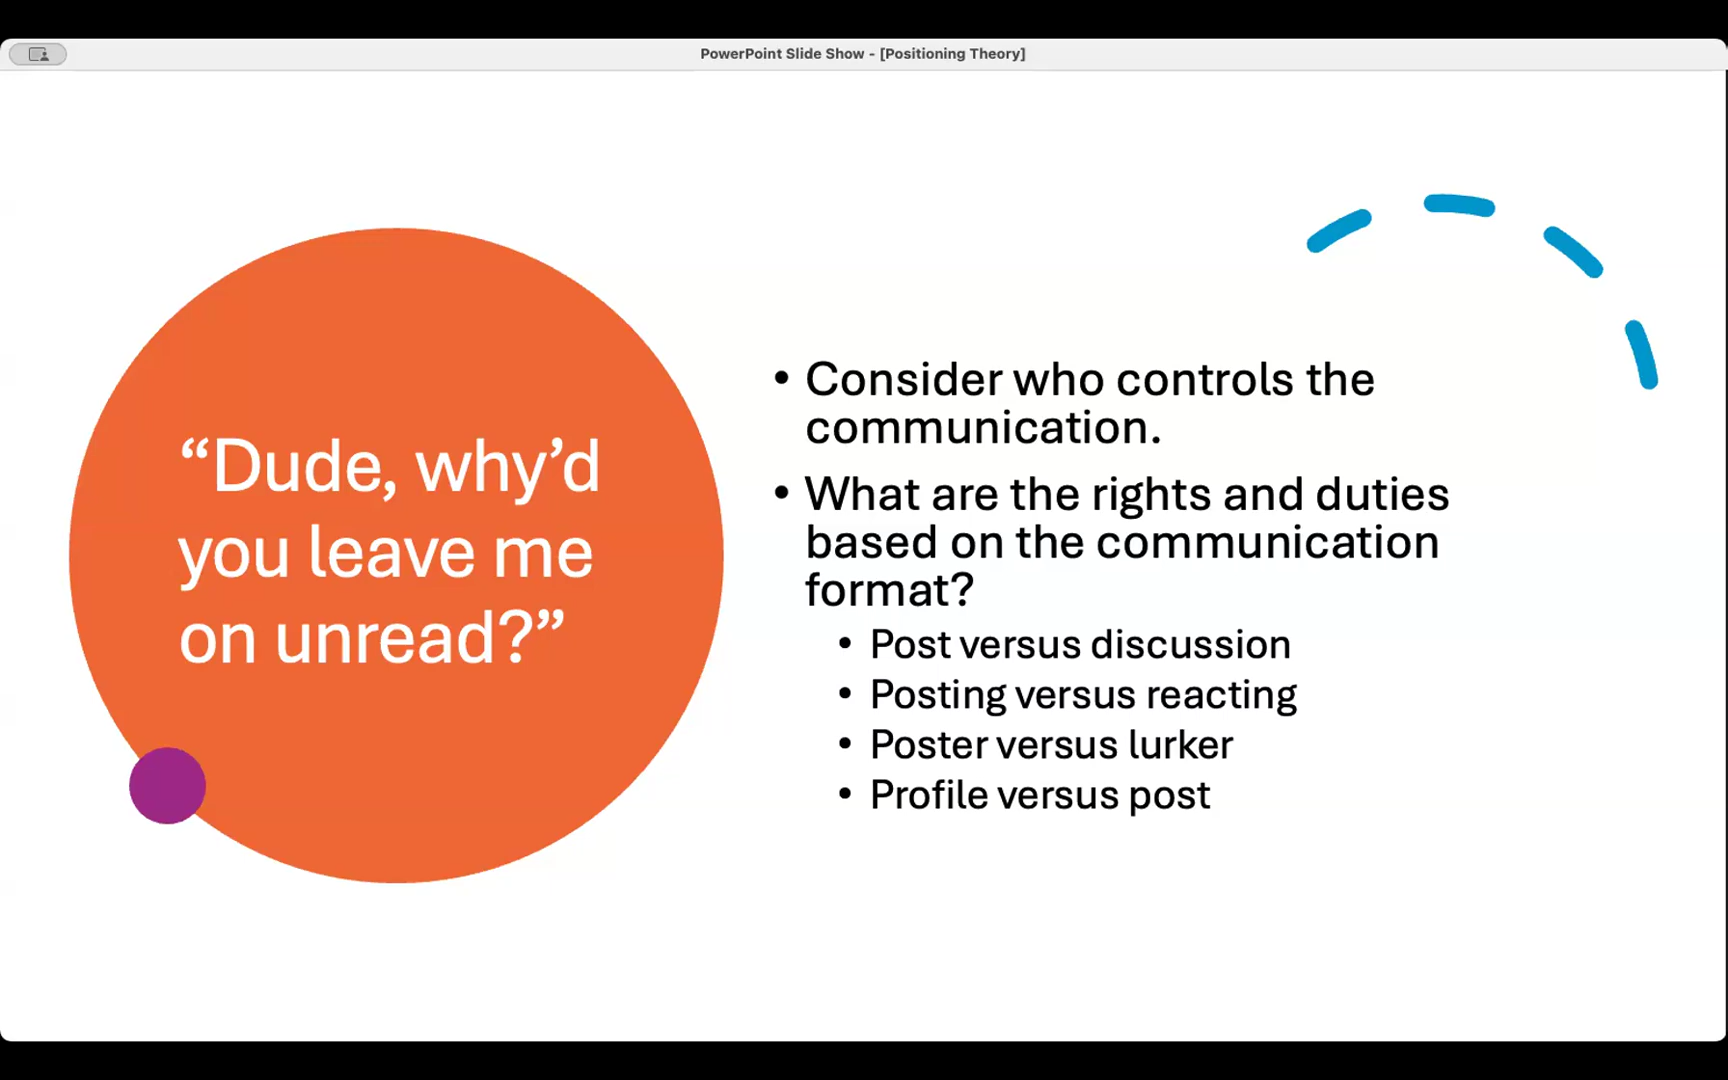 PowerPoint Slide Show - [Positioning Theory]
“Dude, why’d
you leave me
on unread?”
• Consider who controls the
communication.
• What are the rights and duties
based on the communication
format?
• Post versus discussion
• Posting versus reacting
• Poster versus lurker
• Profile versus post